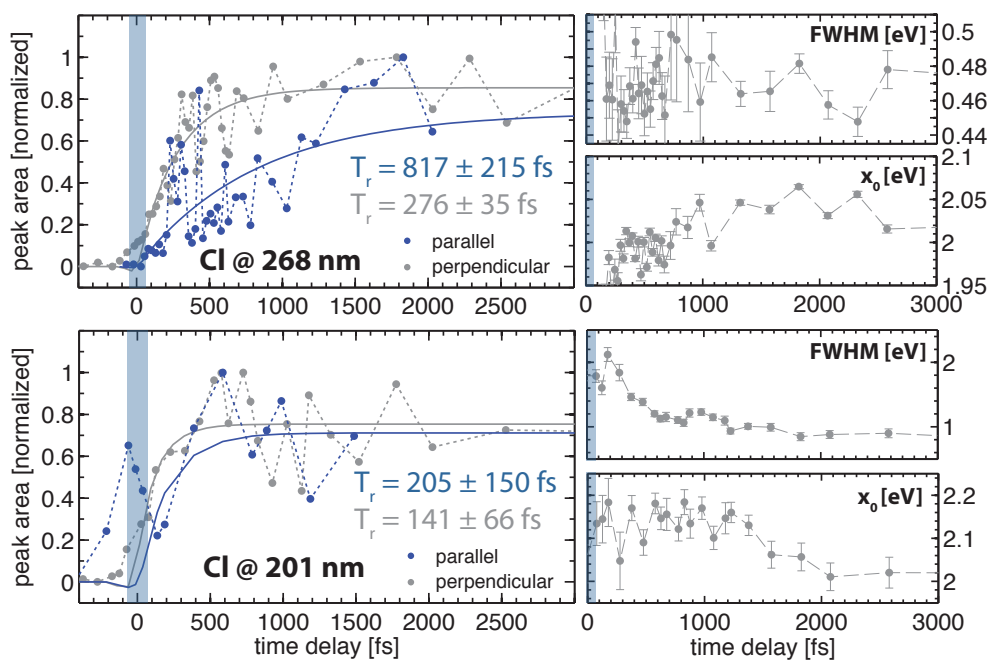 peak area [normalized]
1
0.8
0.6
0.4
0.2
0
T_r = 817 ± 215 fs
T_r = 276 ± 35 fs
parallel
perpendicular
Cl @ 268 nm
0 500 1000 1500 2000 2500
FWHM [eV]
0.5
0.48
0.46
0.44
x_0 [eV]
2.1
2.05
2
1.95
0 1000 2000 3000
peak area [normalized]
1
0.8
0.6
0.4
0.2
0
T_r = 205 ± 150 fs
T_r = 141 ± 66 fs
parallel
perpendicular
Cl @ 201 nm
0 500 1000 1500 2000 2500
time delay [fs]
FWHM [eV]
2
1
x_0 [eV]
2.2
2.1
2
0 1000 2000 3000
time delay [fs]